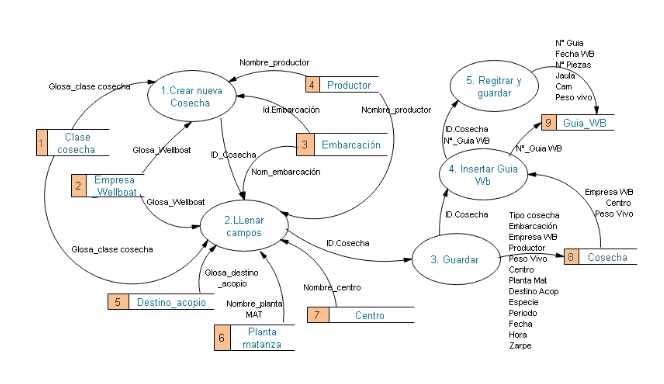 N° Guia
Fecha WB
N° Piezas
Jaula
Cam
Peso vivo
5. Regitrar y
guardar
9 Guia_WB
Nombre_productor
4 Productor
Glosa_clase cosecha
1.Crear nueva
Cosecha
Id.Embarcación
Nombre_productor
1 Clase
cosecha
3 Embarcación
ID.Cosecha
N°_Guia WB
Glosa_Wellboat
ID_Cosecha
N°_Guia WB
Nom_embarcación
4. Insertar Guia
Wb
2 Empresa
_Wellboat
Glosa_Wellboat
Empresa WB
Centro
Peso Vivo
2.LLenar
campos
ID.Cosecha
Glosa_clase cosecha
ID.Cosecha
3. Guardar
8 Cosecha
Tipo cosecha
Embarcación
Empresa WB
Productor
Peso Vivo
Centro
Planta Mat
Destino Acop
Especie
Periodo
Fecha
Hora
Zarpe
Glosa_destino
_acopio
Nombre_planta
MAT
Nombre_centro
5 Destino_acopio
6 Planta
matanza
7 Centro